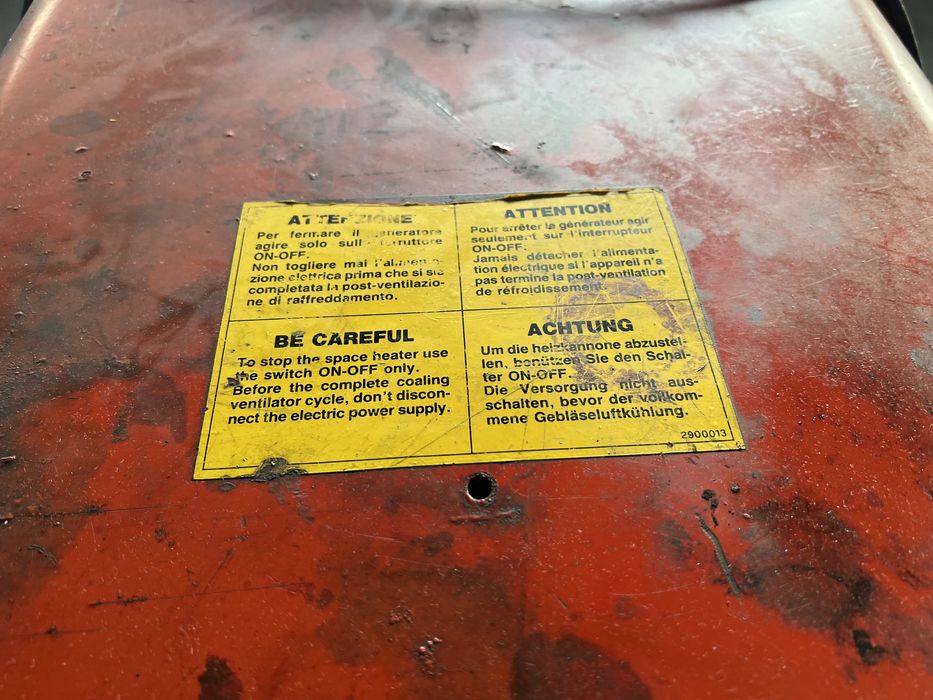 ATTENZIONE
Per fermare il generatore
agire solo sull'interruttore
ON-OFF.
Non togliere mai l'alimenta-
zione elettrica prima che si sia
completata la post-ventilazio-
ne di raffreddamento.
ATTENTION
Pour arrêter le générateur agir
seulement sur l'interrupteur
ON-OFF.
Jamais détacher l'alimenta-
tion électrique si l'appareil n'a
pas termine la post-ventilation
de réfroidissement.
BE CAREFUL
To stop the space heater use
the switch ON-OFF only.
Before the complete coaling
ventilator cycle, don't discon-
nect the electric power supply.
ACHTUNG
Um die heizkannone abzustel-
len, benützen Sie den Schal-
ter ON-OFF.
Die Versorgung nicht aus-
schalten, bevor der vollkom-
mene Gebläseluftkühlung.
2900013